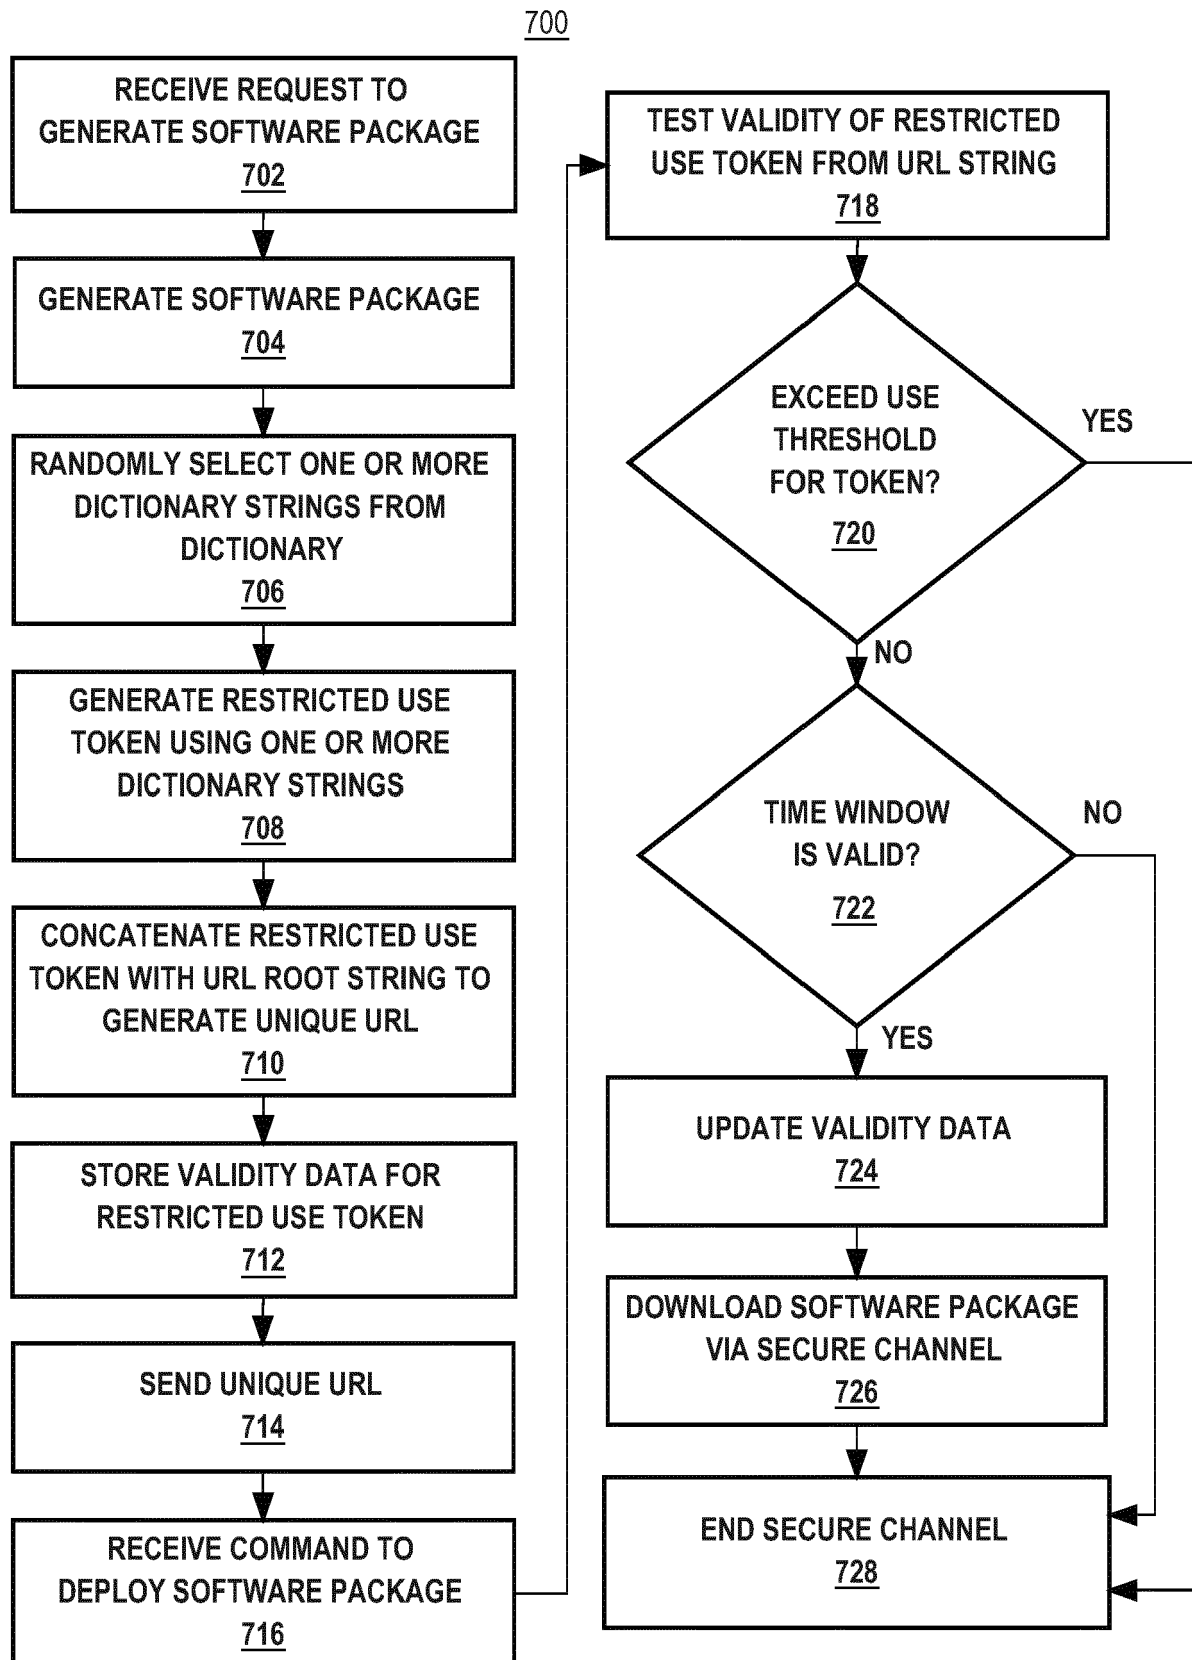 700
RECEIVE REQUEST TO
GENERATE SOFTWARE PACKAGE
702
GENERATE SOFTWARE PACKAGE
704
RANDOMLY SELECT ONE OR MORE
DICTIONARY STRINGS FROM
DICTIONARY
706
GENERATE RESTRICTED USE
TOKEN USING ONE OR MORE
DICTIONARY STRINGS
708
CONCATENATE RESTRICTED USE
TOKEN WITH URL ROOT STRING TO
GENERATE UNIQUE URL
710
STORE VALIDITY DATA FOR
RESTRICTED USE TOKEN
712
SEND UNIQUE URL
714
RECEIVE COMMAND TO
DEPLOY SOFTWARE PACKAGE
716
TEST VALIDITY OF RESTRICTED
USE TOKEN FROM URL STRING
718
EXCEED USE
THRESHOLD
FOR TOKEN?
720
YES
NO
TIME WINDOW
IS VALID?
722
NO
YES
UPDATE VALIDITY DATA
724
DOWNLOAD SOFTWARE PACKAGE
VIA SECURE CHANNEL
726
END SECURE CHANNEL
728